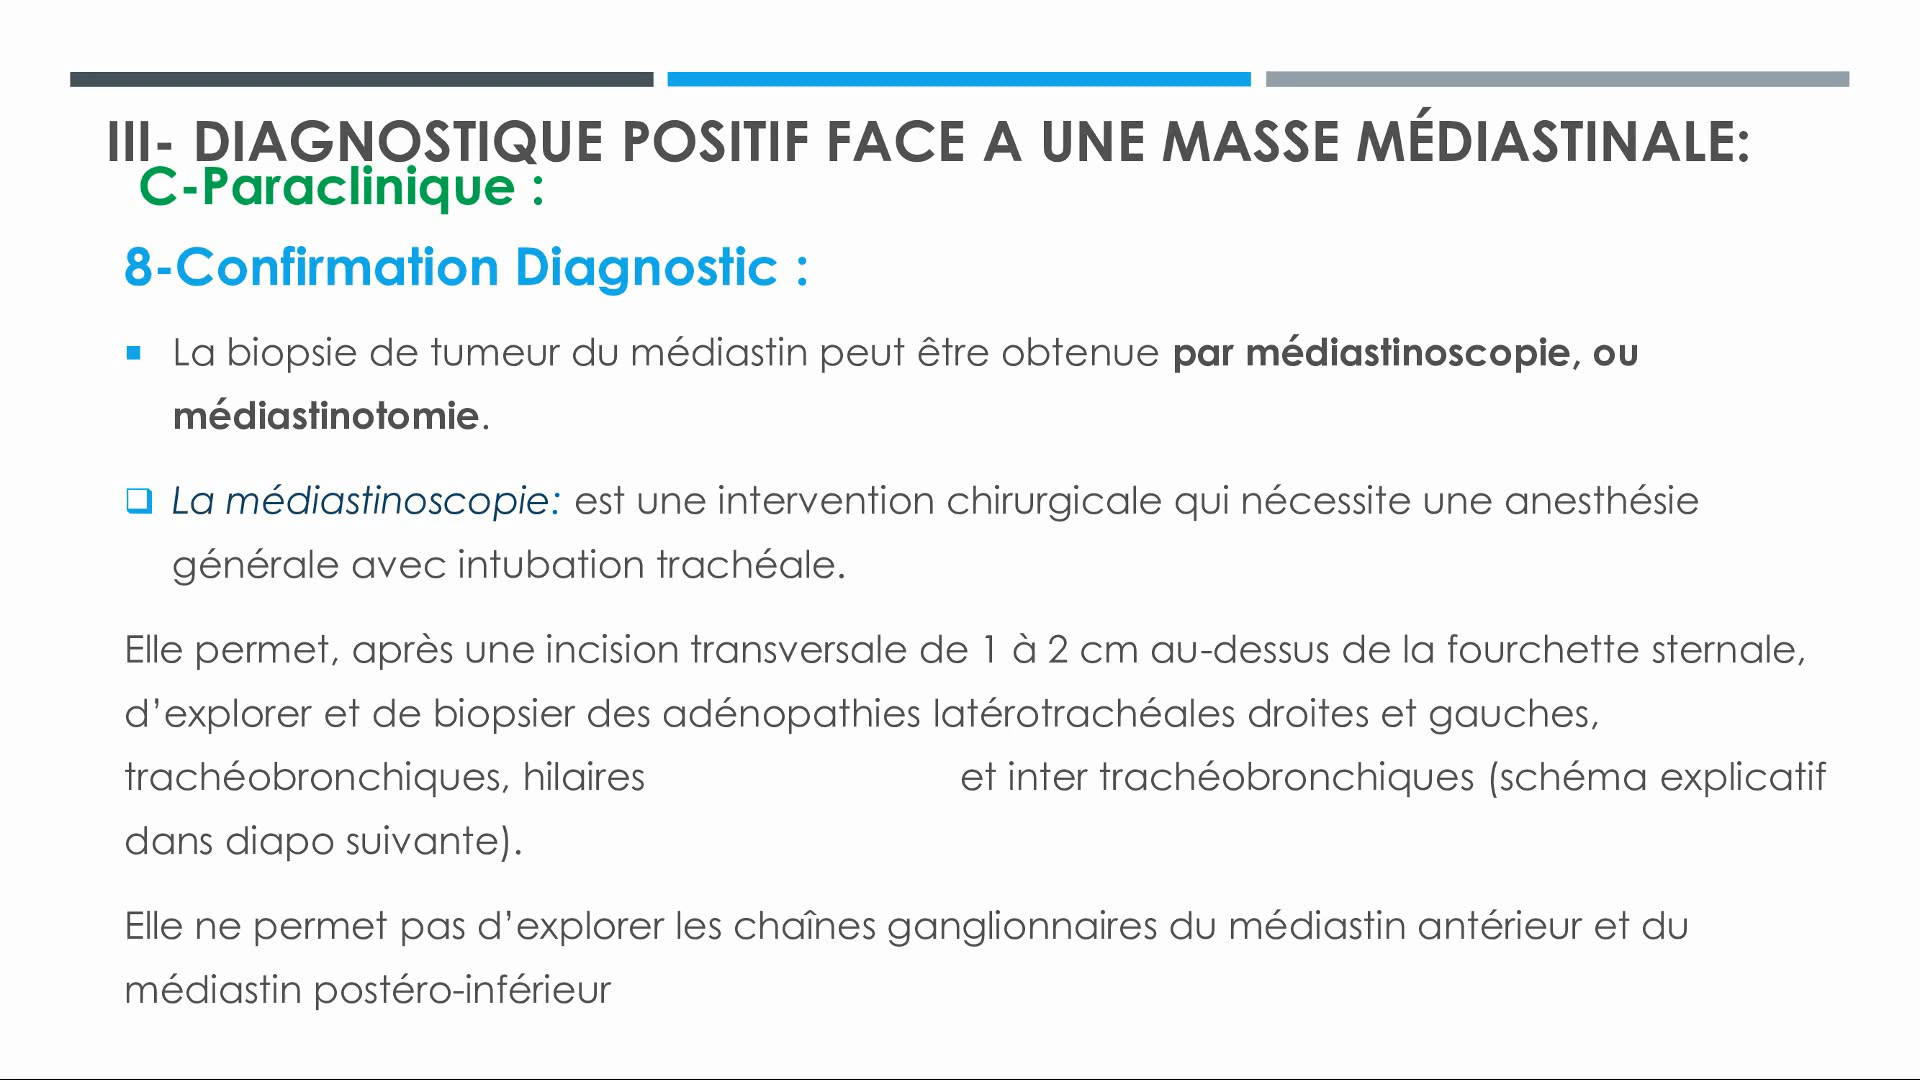 III- DIAGNOSTIQUE POSITIF FACE A UNE MASSE MÉDIASTINALE:
C-Paraclinique :
8-Confirmation Diagnostic :
▪ La biopsie de tumeur du médiastin peut être obtenue par médiastinoscopie, ou
médiastinotomie.
❑ La médiastinoscopie: est une intervention chirurgicale qui nécessite une anesthésie
générale avec intubation trachéale.
Elle permet, après une incision transversale de 1 à 2 cm au-dessus de la fourchette sternale,
d’explorer et de biopsier des adénopathies latérotrachéales droites et gauches,
trachéobronchiques, hilaires et inter trachéobronchiques (schéma explicatif
dans diapo suivante).
Elle ne permet pas d’explorer les chaînes ganglionnaires du médiastin antérieur et du
médiastin postéro-inférieur